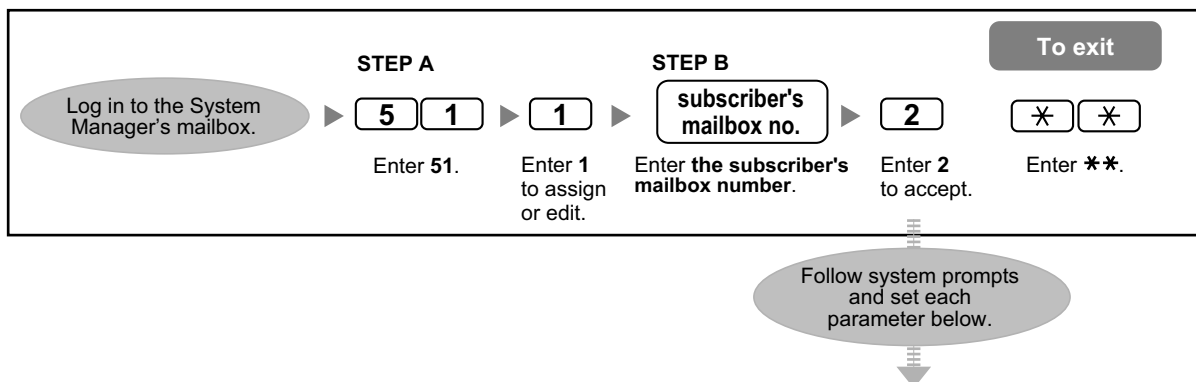 To exit
STEP A
STEP B
Log in to the System
Manager's mailbox.
5 1
1
subscriber's
mailbox no.
2
* *
Enter 51.
Enter 1
to assign
or edit.
Enter the subscriber's
mailbox number.
Enter 2
to accept.
Enter **.
Follow system prompts
and set each
parameter below.